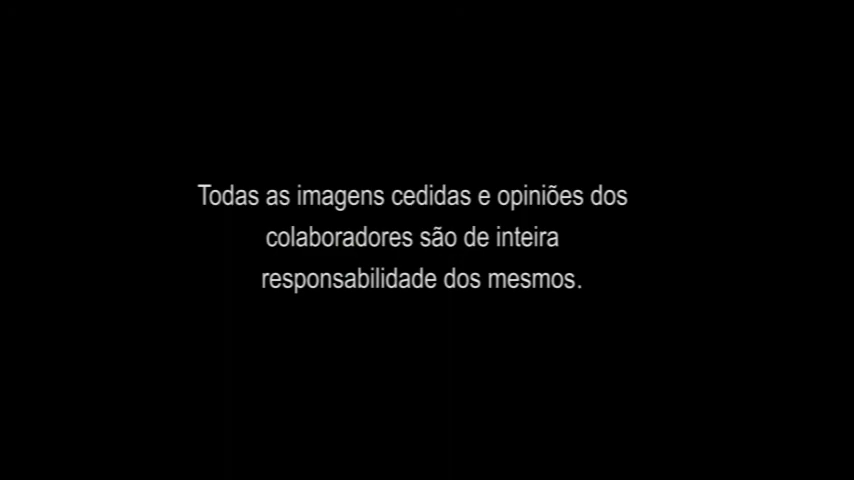 Todas as imagens cedidas e opiniões dos
colaboradores são de inteira
responsabilidade dos mesmos.